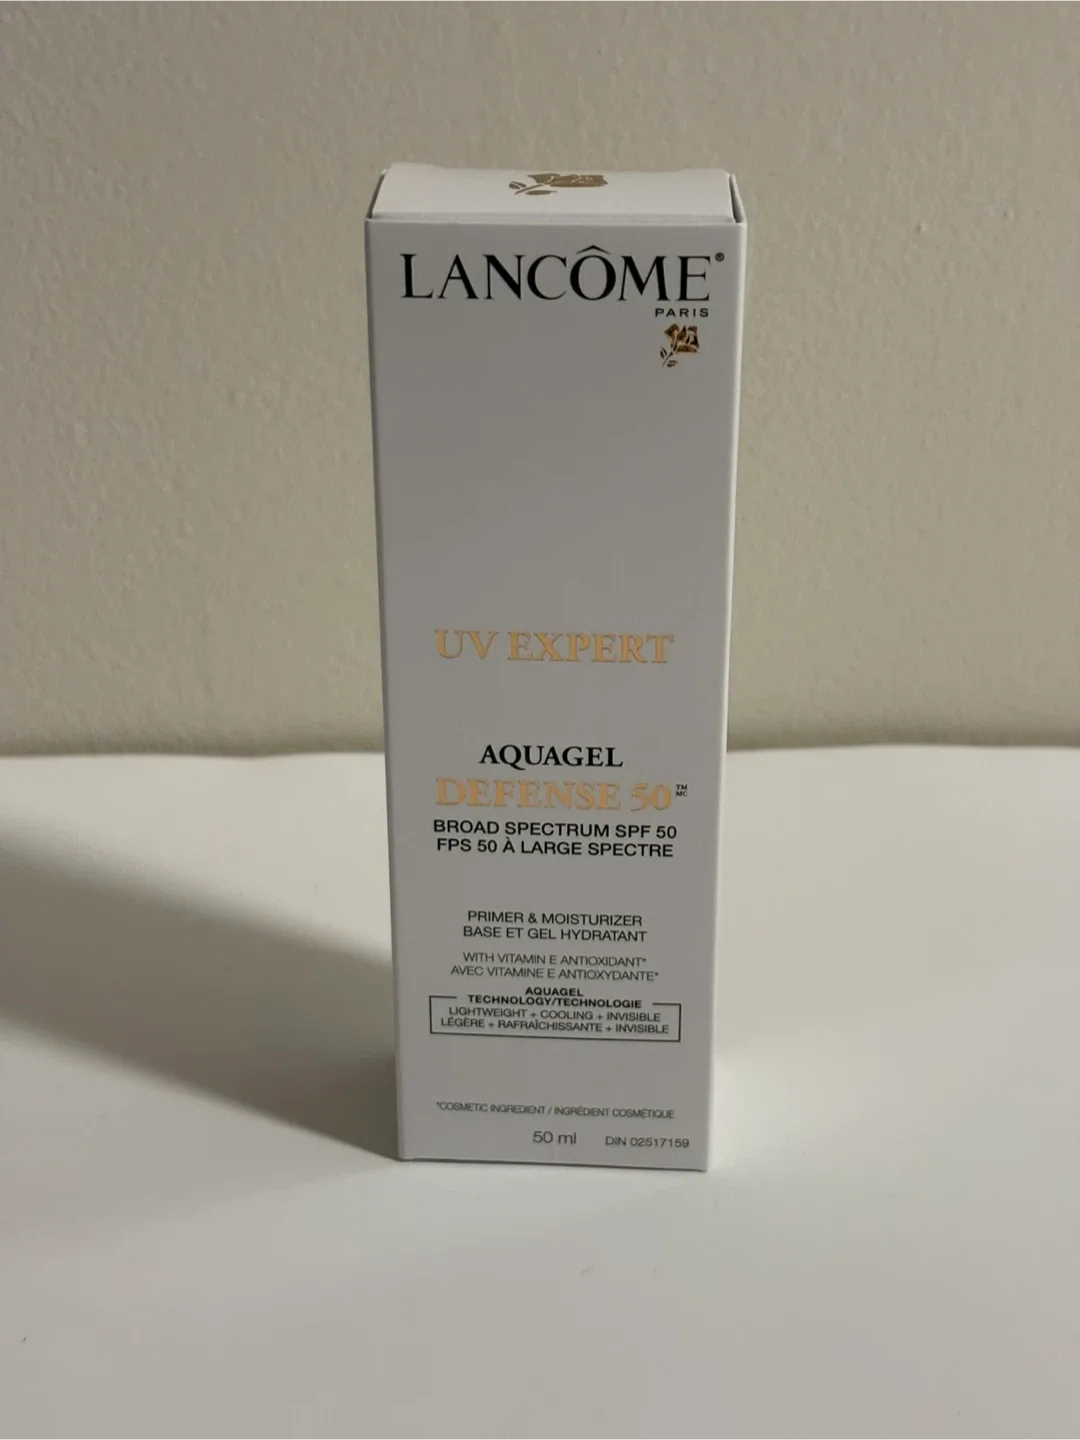 LANCÔME®
PARIS
UV EXPERT
AQUAGEL
DEFENSE 50™ MC
BROAD SPECTRUM SPF 50
FPS 50 À LARGE SPECTRE
PRIMER & MOISTURIZER
BASE ET GEL HYDRATANT
WITH VITAMIN E ANTIOXIDANT*
AVEC VITAMINE E ANTIOXYDANTE*
AQUAGEL
TECHNOLOGY/TECHNOLOGIE
LIGHTWEIGHT + COOLING + INVISIBLE
LÉGÈRE + RAFRAÎCHISSANTE + INVISIBLE
*COSMETIC INGREDIENT / INGRÉDIENT COSMÉTIQUE
50 ml DIN 02517159